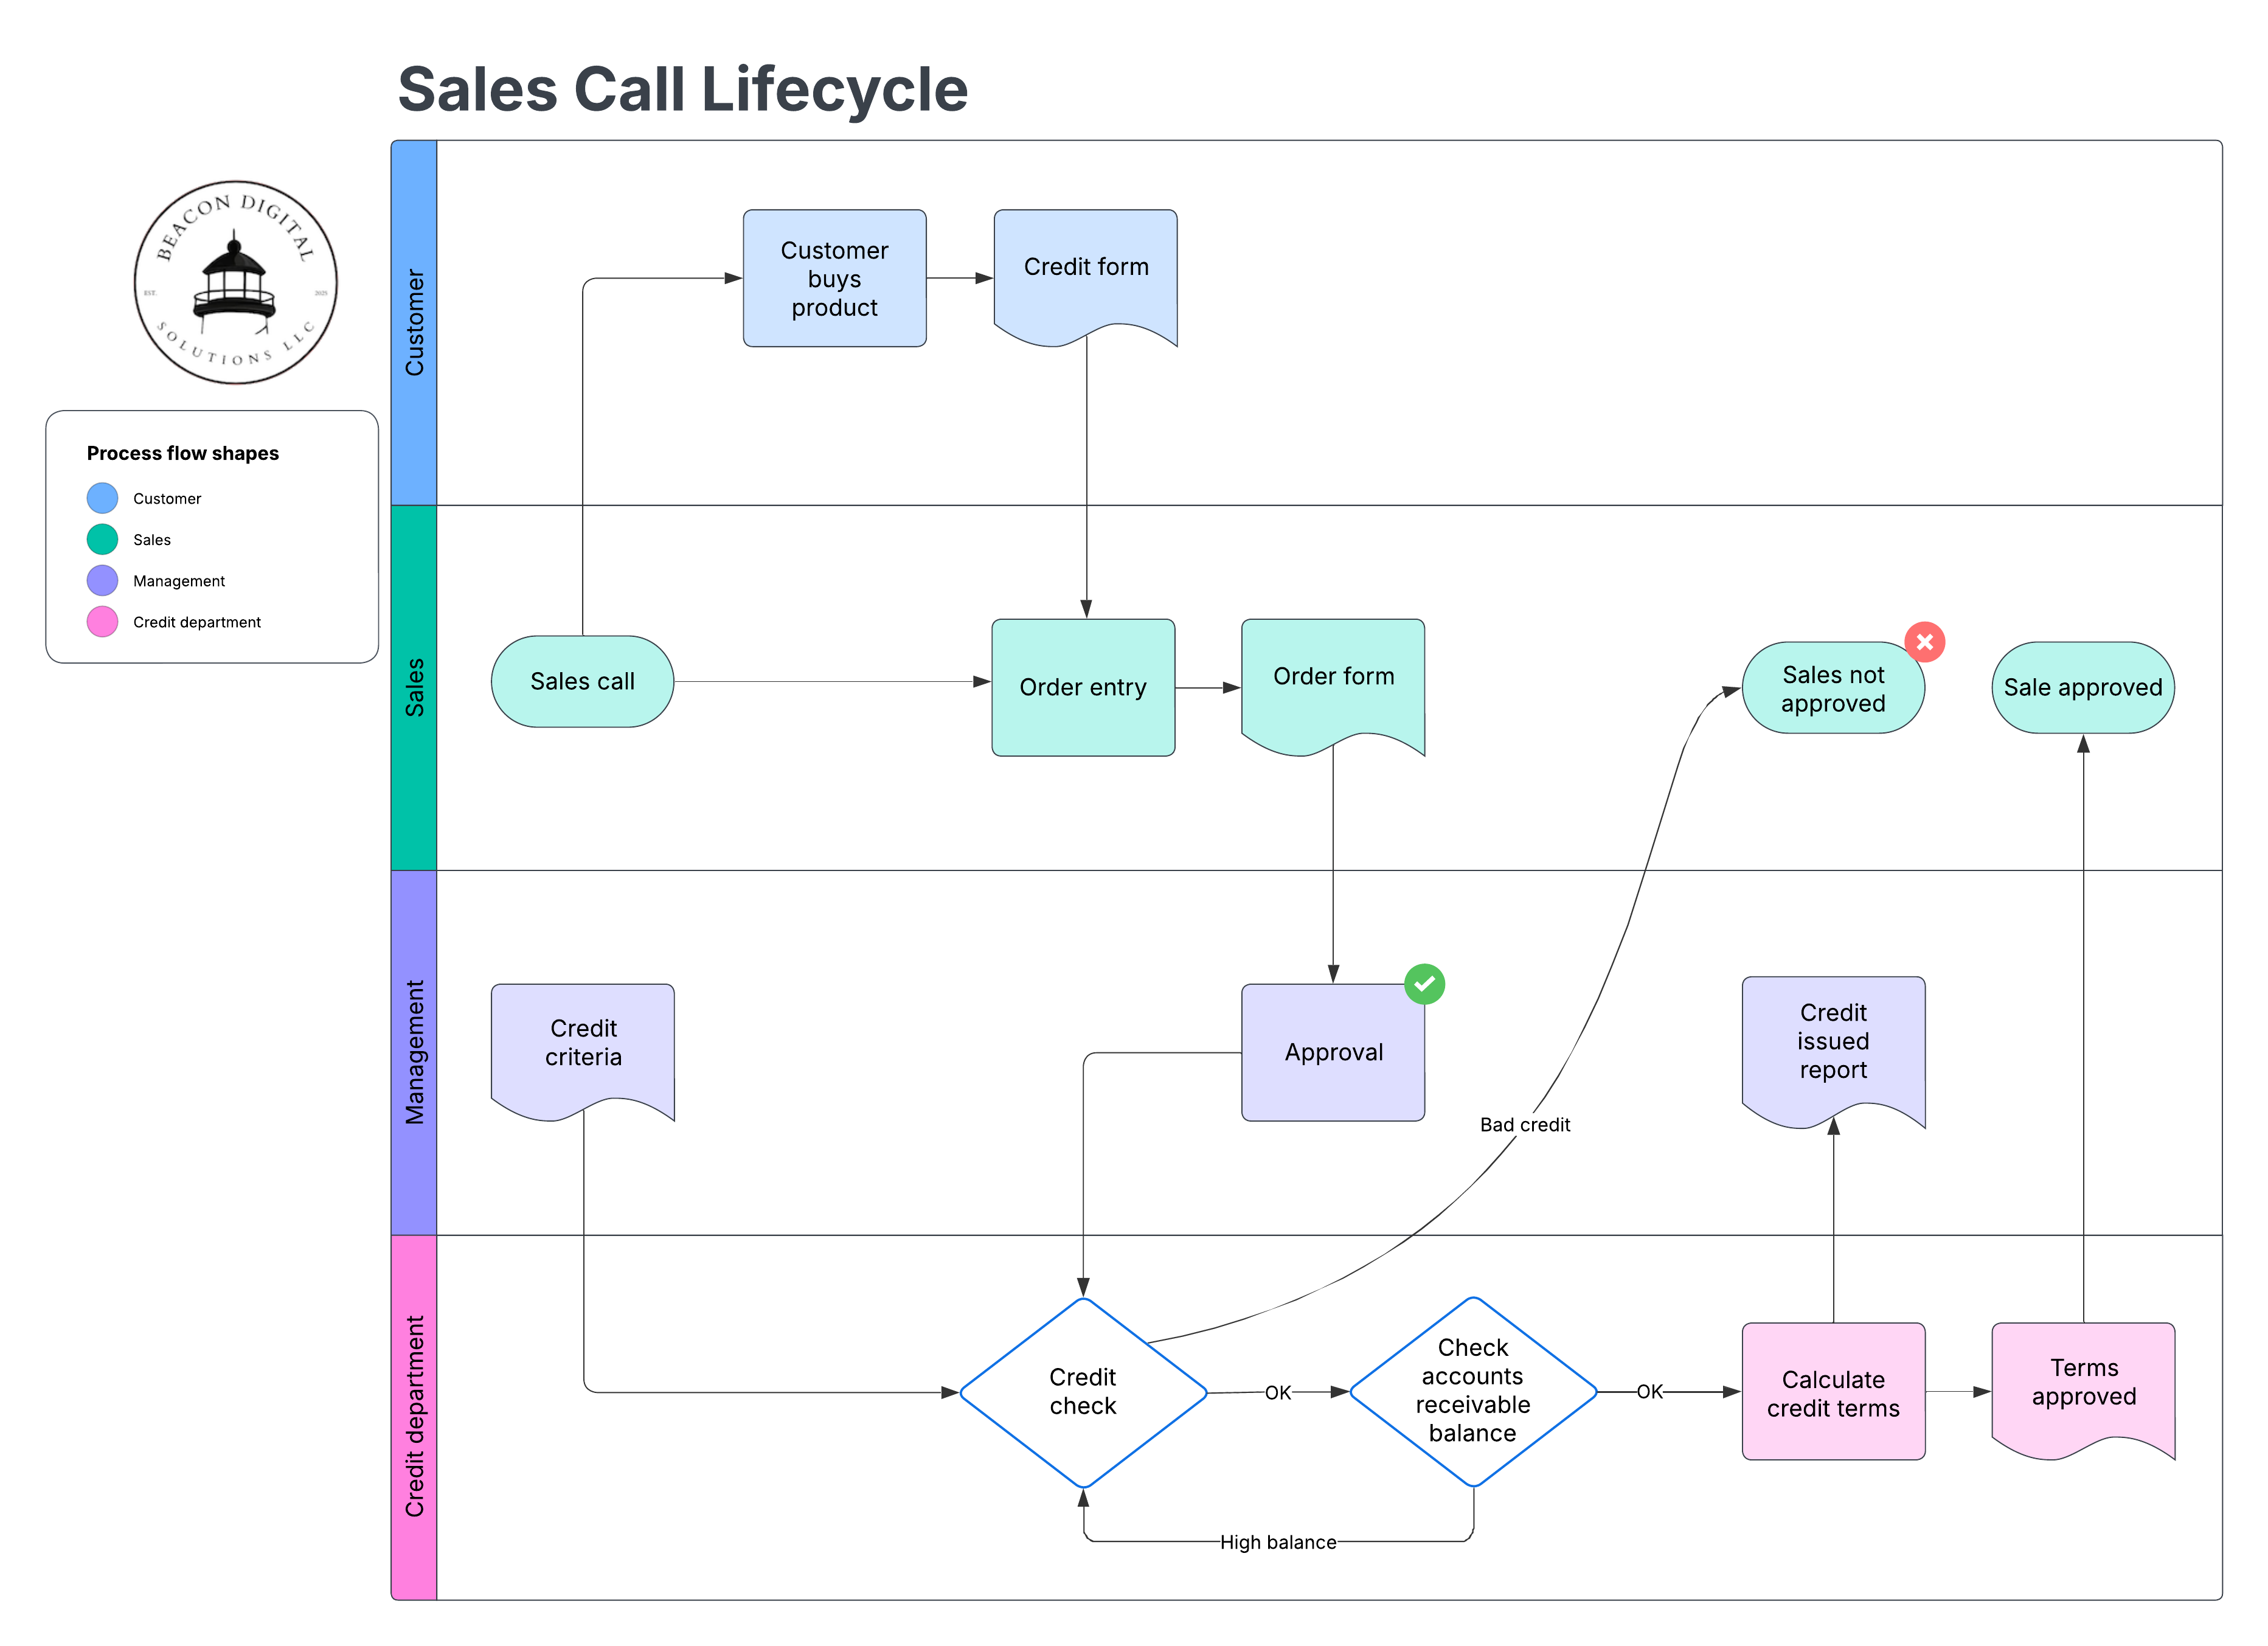 Sales Call Lifecycle
BEACON DIGITAL
EST.
2025
SOLUTIONS LLC
Process flow shapes
Customer
Sales
Management
Credit department
Customer
Customer
buys
product
Credit form
Sales
Sales call
Order entry
Order form
Sales not
approved
Sale approved
Management
Credit
criteria
Approval
Bad credit
Credit
issued
report
Credit department
Credit
check
OK
Check
accounts
receivable
balance
OK
Calculate
credit terms
Terms
approved
High balance